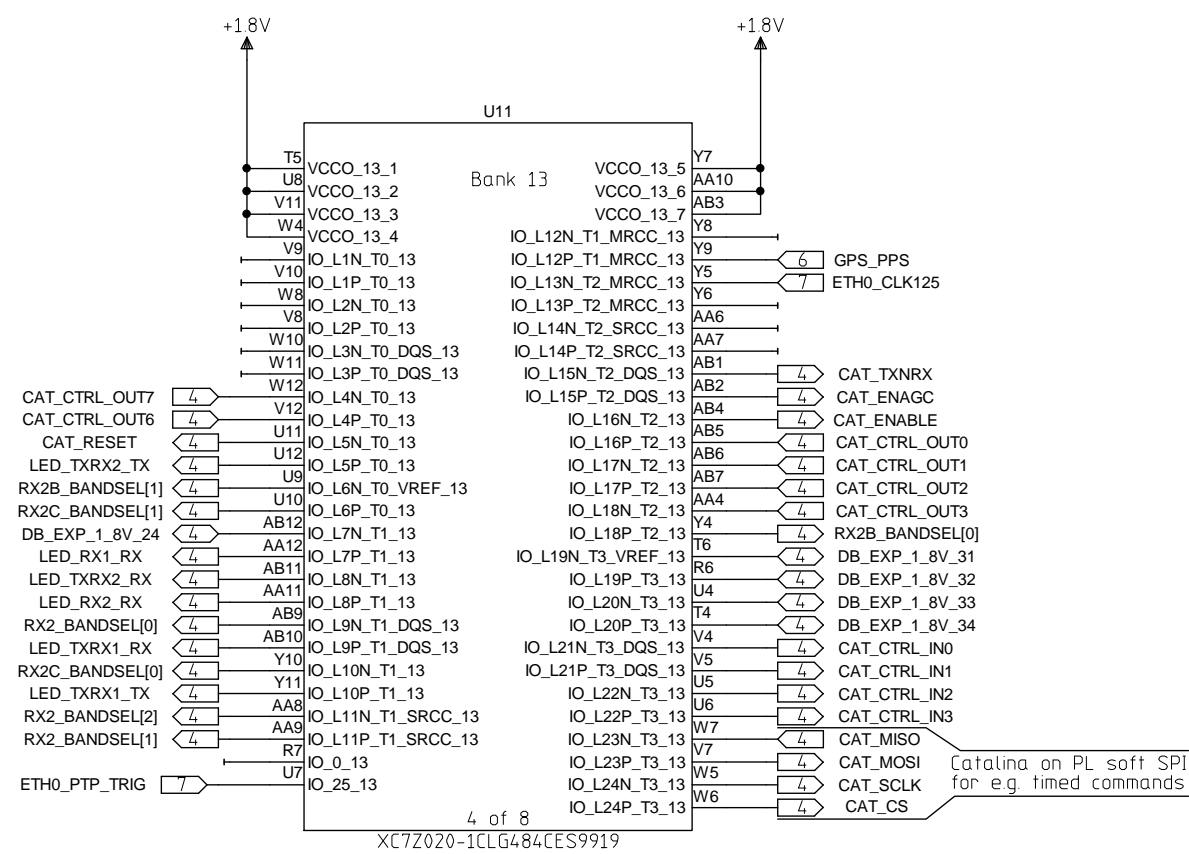 +1.8V +1.8V
U11
Bank 13
T5 VCCO_13_1 VCCO_13_5 Y7
U8 VCCO_13_2 VCCO_13_6 AA10
V11 VCCO_13_3 VCCO_13_7 AB3
W4 VCCO_13_4 IO_L12N_T1_MRCC_13 Y8
V9 IO_L1N_T0_13 IO_L12P_T1_MRCC_13 Y9 6 GPS_PPS
V10 IO_L1P_T0_13 IO_L13N_T2_MRCC_13 Y5 7 ETH0_CLK125
W8 IO_L2N_T0_13 IO_L13P_T2_MRCC_13 Y6
V8 IO_L2P_T0_13 IO_L14N_T2_SRCC_13 AA6
W10 IO_L3N_T0_DQS_13 IO_L14P_T2_SRCC_13 AA7
W11 IO_L3P_T0_DQS_13 IO_L15N_T2_DQS_13 AB1 4 CAT_TXNRX
CAT_CTRL_OUT7 4 W12 IO_L4N_T0_13 IO_L15P_T2_DQS_13 AB2 4 CAT_ENAGC
CAT_CTRL_OUT6 4 V12 IO_L4P_T0_13 IO_L16N_T2_13 AB4 4 CAT_ENABLE
CAT_RESET 4 U11 IO_L5N_T0_13 IO_L16P_T2_13 AB5 4 CAT_CTRL_OUT0
LED_TXRX2_TX 4 U12 IO_L5P_T0_13 IO_L17N_T2_13 AB6 4 CAT_CTRL_OUT1
RX2B_BANDSEL[1] 4 U9 IO_L6N_T0_VREF_13 IO_L17P_T2_13 AB7 4 CAT_CTRL_OUT2
RX2C_BANDSEL[1] 4 U10 IO_L6P_T0_13 IO_L18N_T2_13 AA4 4 CAT_CTRL_OUT3
DB_EXP_1_8V_24 4 AB12 IO_L7N_T1_13 IO_L18P_T2_13 Y4 4 RX2B_BANDSEL[0]
LED_RX1_RX 4 AA12 IO_L7P_T1_13 IO_L19N_T3_VREF_13 T6 4 DB_EXP_1_8V_31
LED_TXRX2_RX 4 AB11 IO_L8N_T1_13 IO_L19P_T3_13 R6 4 DB_EXP_1_8V_32
LED_RX2_RX 4 AA11 IO_L8P_T1_13 IO_L20N_T3_13 U4 4 DB_EXP_1_8V_33
RX2_BANDSEL[0] 4 AB9 IO_L9N_T1_DQS_13 IO_L20P_T3_13 T4 4 DB_EXP_1_8V_34
LED_TXRX1_RX 4 AB10 IO_L9P_T1_DQS_13 IO_L21N_T3_DQS_13 V4 4 CAT_CTRL_IN0
RX2C_BANDSEL[0] 4 Y10 IO_L10N_T1_13 IO_L21P_T3_DQS_13 V5 4 CAT_CTRL_IN1
LED_TXRX1_TX 4 Y11 IO_L10P_T1_13 IO_L22N_T3_13 U5 4 CAT_CTRL_IN2
RX2_BANDSEL[2] 4 AA8 IO_L11N_T1_SRCC_13 IO_L22P_T3_13 U6 4 CAT_CTRL_IN3
RX2_BANDSEL[1] 4 AA9 IO_L11P_T1_SRCC_13 IO_L23N_T3_13 W7 4 CAT_MISO
R7 IO_0_13 IO_L23P_T3_13 V7 4 CAT_MOSI
ETH0_PTP_TRIG 7 U7 IO_25_13 IO_L24N_T3_13 W5 4 CAT_SCLK
IO_L24P_T3_13 W6 4 CAT_CS
Catalina on PL soft SPI
for e.g. timed commands
4 of 8
XC7Z020-1CLG484CES9919